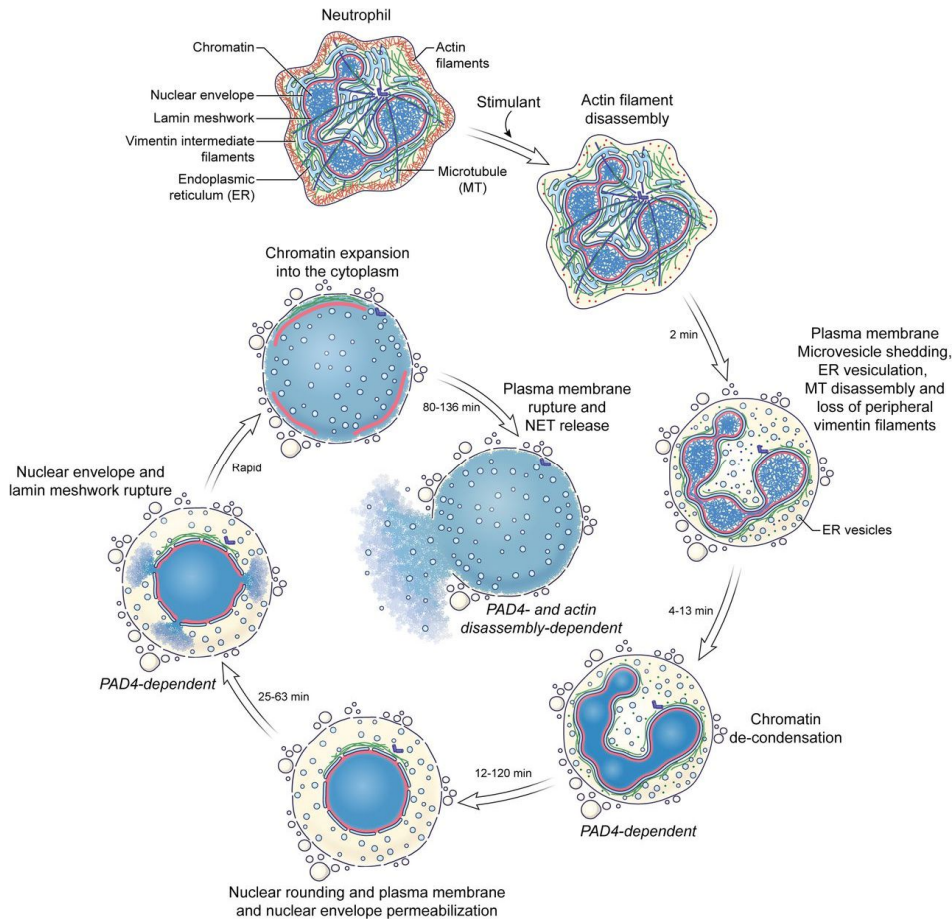 Neutrophil
Chromatin
Nuclear envelope
Lamin meshwork
Vimentin intermediate
filaments
Endoplasmic
reticulum (ER)
Actin
filaments
Microtubule
(MT)
Stimulant
Actin filament
disassembly
2 min
Plasma membrane
Microvesicle shedding,
ER vesiculation,
MT disassembly and
loss of peripheral
vimentin filaments
ER vesicles
4-13 min
Chromatin
de-condensation
PAD4-dependent
12-120 min
Nuclear rounding and plasma membrane
and nuclear envelope permeabilization
25-63 min
Nuclear envelope and
lamin meshwork rupture
PAD4-dependent
Rapid
Chromatin expansion
into the cytoplasm
80-136 min
Plasma membrane
rupture and
NET release
PAD4- and actin
disassembly-dependent